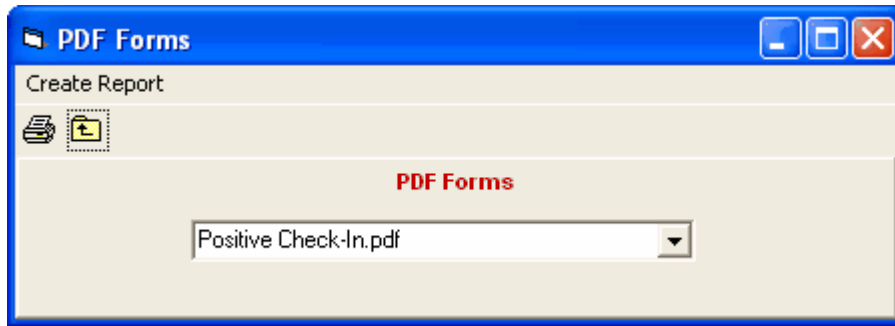 PDF Forms
Create Report
PDF Forms
Positive Check-In.pdf